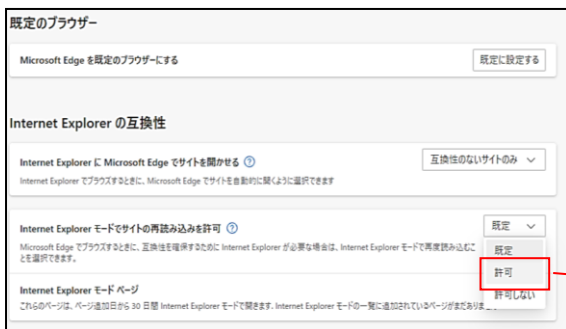 既定のブラウザー
Microsoft Edge を既定のブラウザーにする
既定に設定する
Internet Explorer の互換性
Internet Explorer に Microsoft Edge でサイトを開かせる
互換性のないサイトのみ
Internet Explorer でブラウズするときに、Microsoft Edge でサイトを自動的に開くように選択できます
Internet Explorer モードでサイトの再読み込みを許可
既定
Microsoft Edge でブラウズするときに、互換性を確保するために Internet Explorer が必要な場合は、Internet Explorer モードで再度読み込むこ
とを選択できます。
既定
許可
許可しない
Internet Explorer モード ページ
これらのページは、ページ追加日から 30 日間 Internet Explorer モードで開きます。Internet Explorer モードの一覧に追加されているページがまだありま